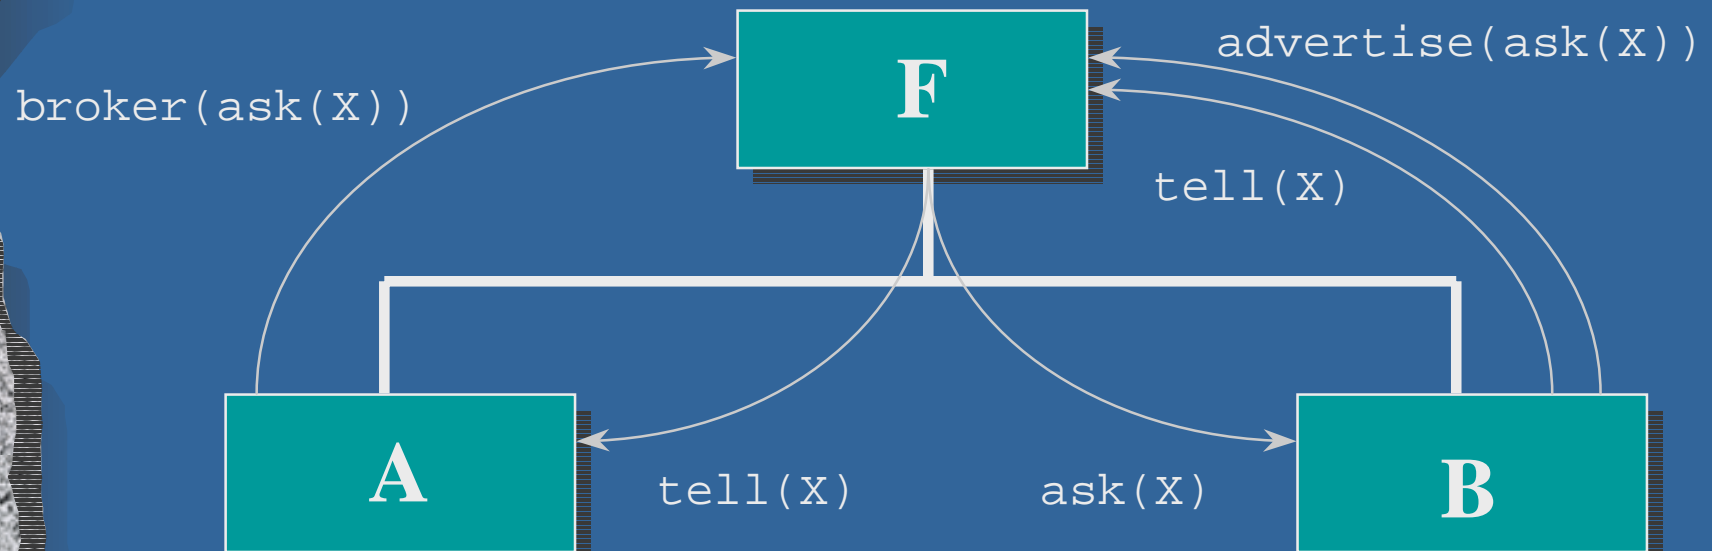 F
advertise(ask(X))
broker(ask(X))
tell(X)
A
tell(X)
ask(X)
B